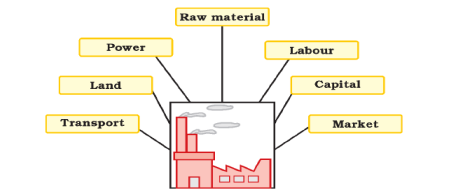 Raw material
Power
Labour
Land
Capital
Transport
Market